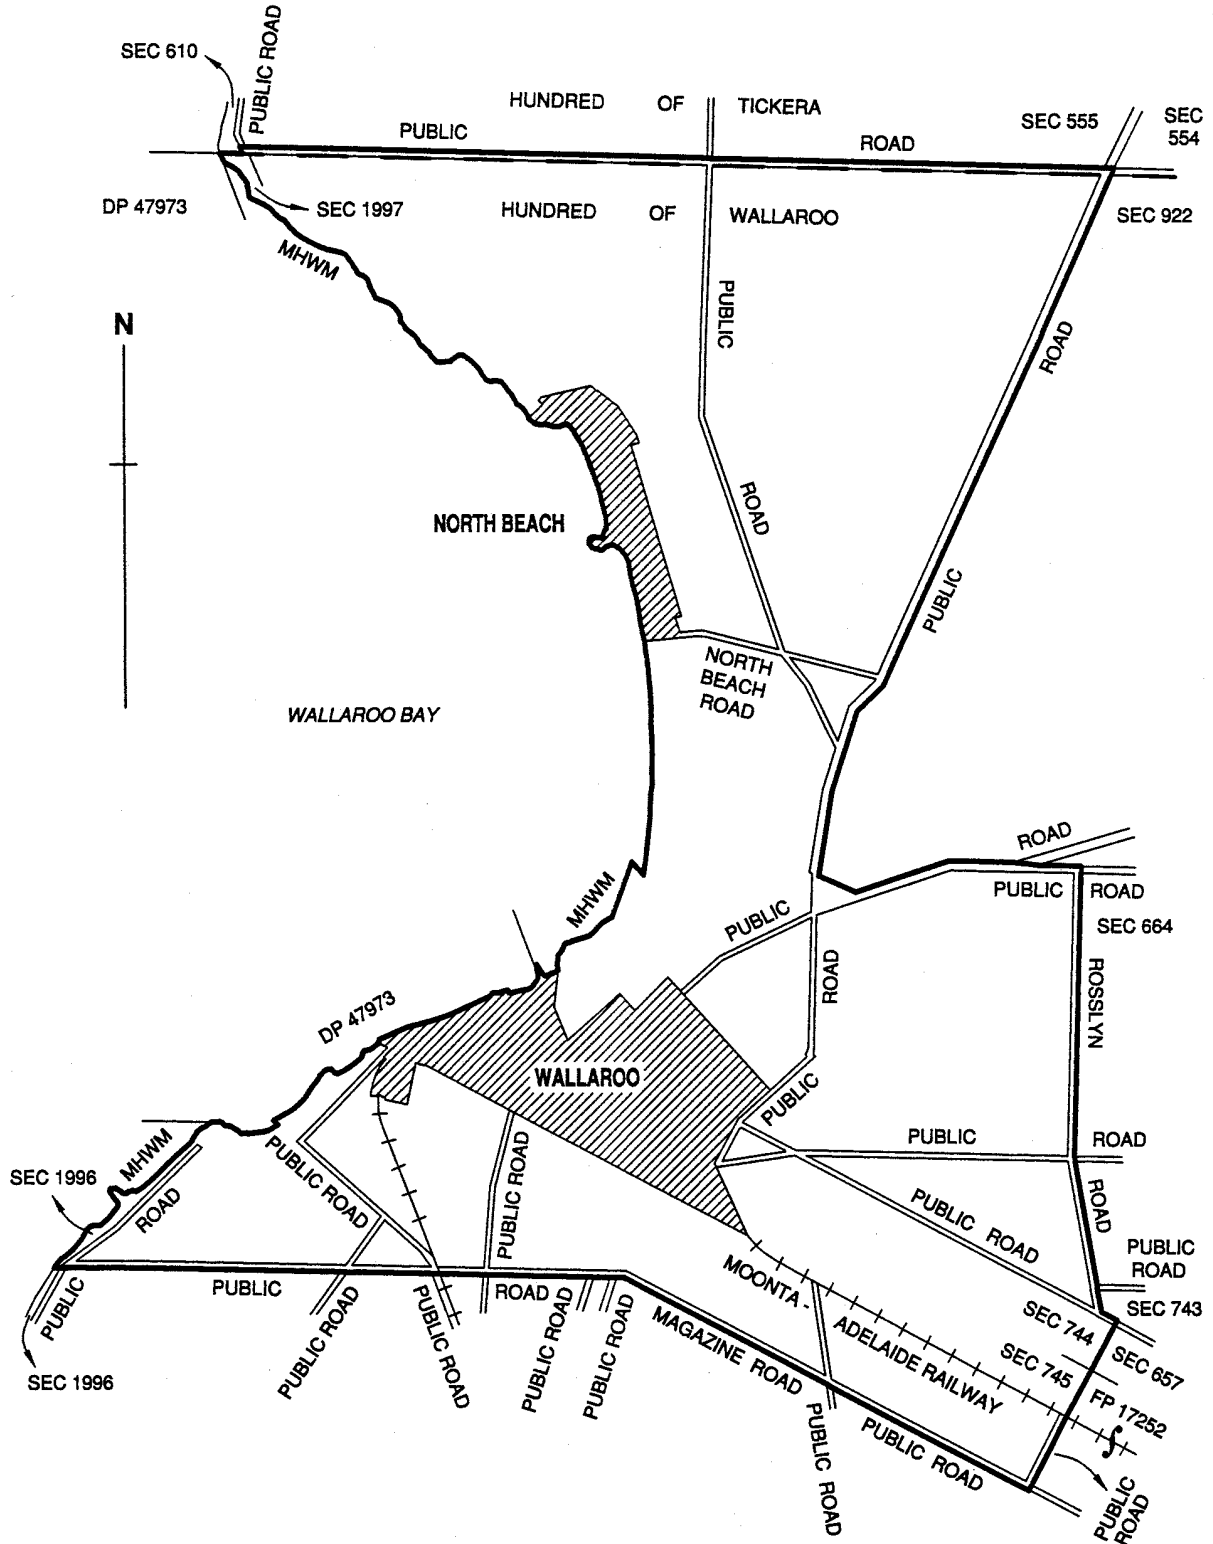 SEC 610
PUBLIC ROAD
HUNDRED OF TICKERA
SEC 555
SEC
554
PUBLIC ROAD
DP 47973
SEC 1997
HUNDRED OF WALLAROO
SEC 922
MHWM
N
PUBLIC
ROAD
ROAD
NORTH BEACH
PUBLIC
NORTH
BEACH
ROAD
WALLAROO BAY
ROAD
PUBLIC
ROAD
MHWM
PUBLIC
SEC 664
ROAD
ROSSLYN
DP 47973
WALLAROO
PUBLIC
PUBLIC
ROAD
MHWM
PUBLIC ROAD
PUBLIC ROAD
SEC 1996
ROAD
PUBLIC ROAD
ROAD
PUBLIC
ROAD
MOONTA -
ADELAIDE RAILWAY
PUBLIC
PUBLIC
ROAD
SEC 743
SEC 744
SEC 745
SEC 657
FP 17252
SEC 1996
PUBLIC ROAD
PUBLIC ROAD
PUBLIC ROAD
PUBLIC ROAD
MAGAZINE ROAD
PUBLIC ROAD
PUBLIC ROAD
PUBLIC
ROAD